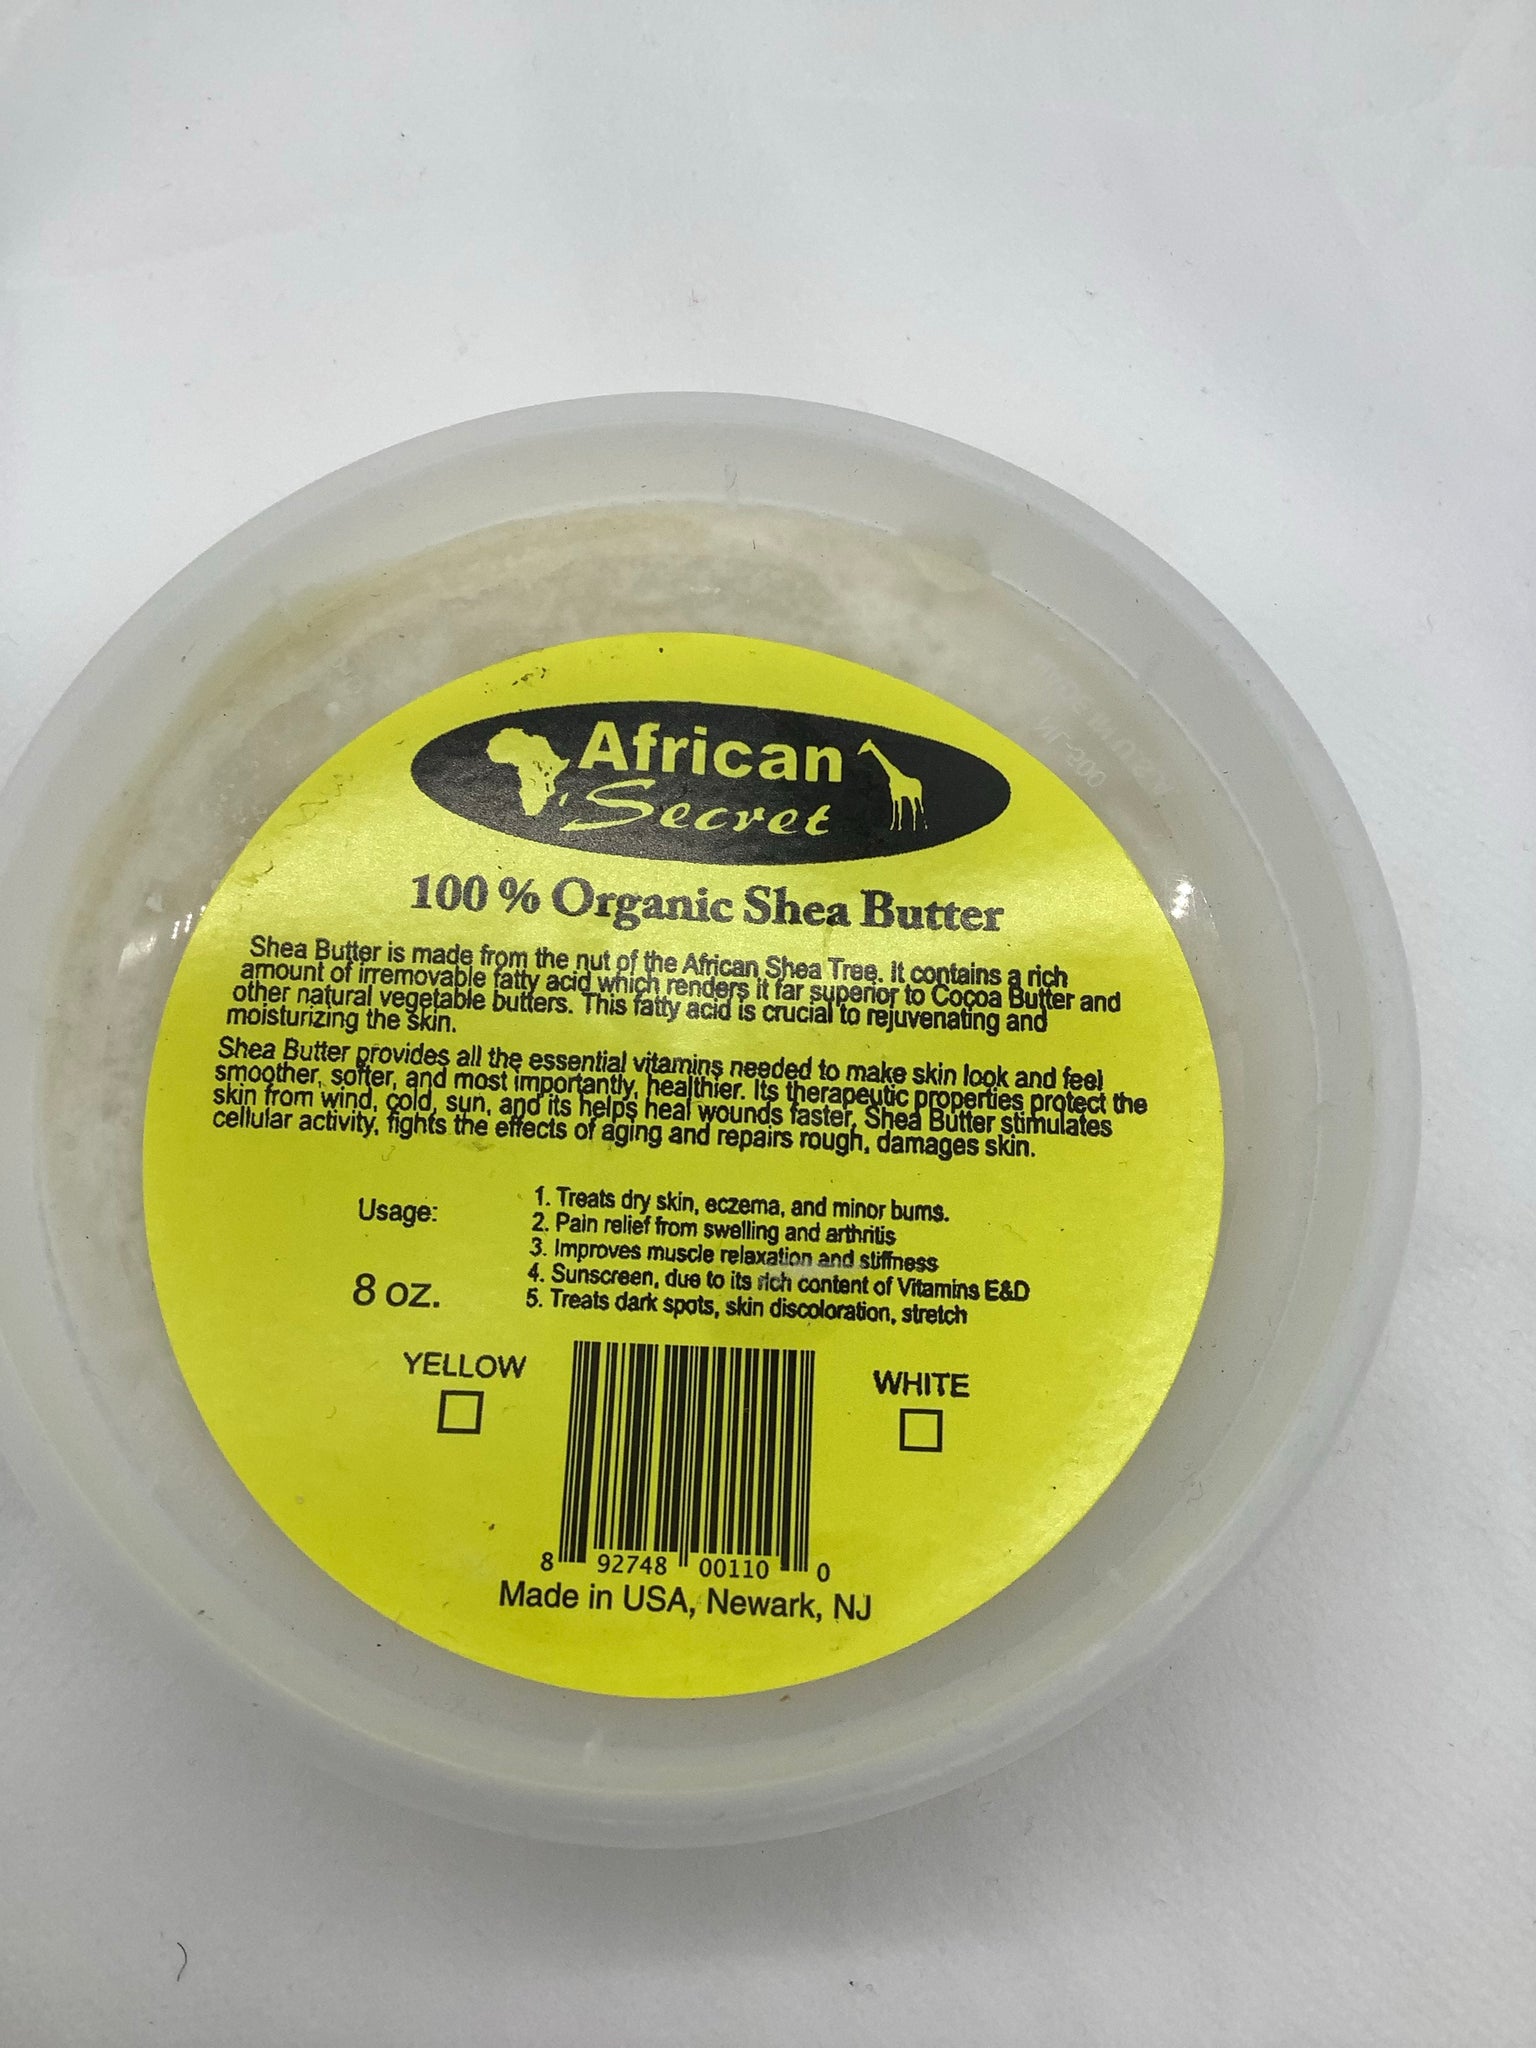 African
Secret
100 % Organic Shea Butter
Shea Butter is made from the nut of the African Shea Tree. It contains a rich
amount of irremovable fatty acid which renders it far superior to Cocoa Butter and
other natural vegetable butters. This fatty acid is crucial to rejuvenating and
moisturizing the skin.
Shea Butter provides all the essential vitamins needed to make skin look and feel
smoother, softer, and most importantly, healthier. Its therapeutic properties protect the
skin from wind, cold, sun, and its helps heal wounds faster, Shea Butter stimulates
cellular activity, fights the effects of aging and repairs rough, damages skin.
Usage:
1. Treats dry skin, eczema, and minor burns.
2. Pain relief from swelling and arthritis
3. Improves muscle relaxation and stiffness
4. Sunscreen, due to its rich content of Vitamins E&D
5. Treats dark spots, skin discoloration, stretch
8 oz.
YELLOW
WHITE
8 92748 00110 0
Made in USA, Newark, NJ